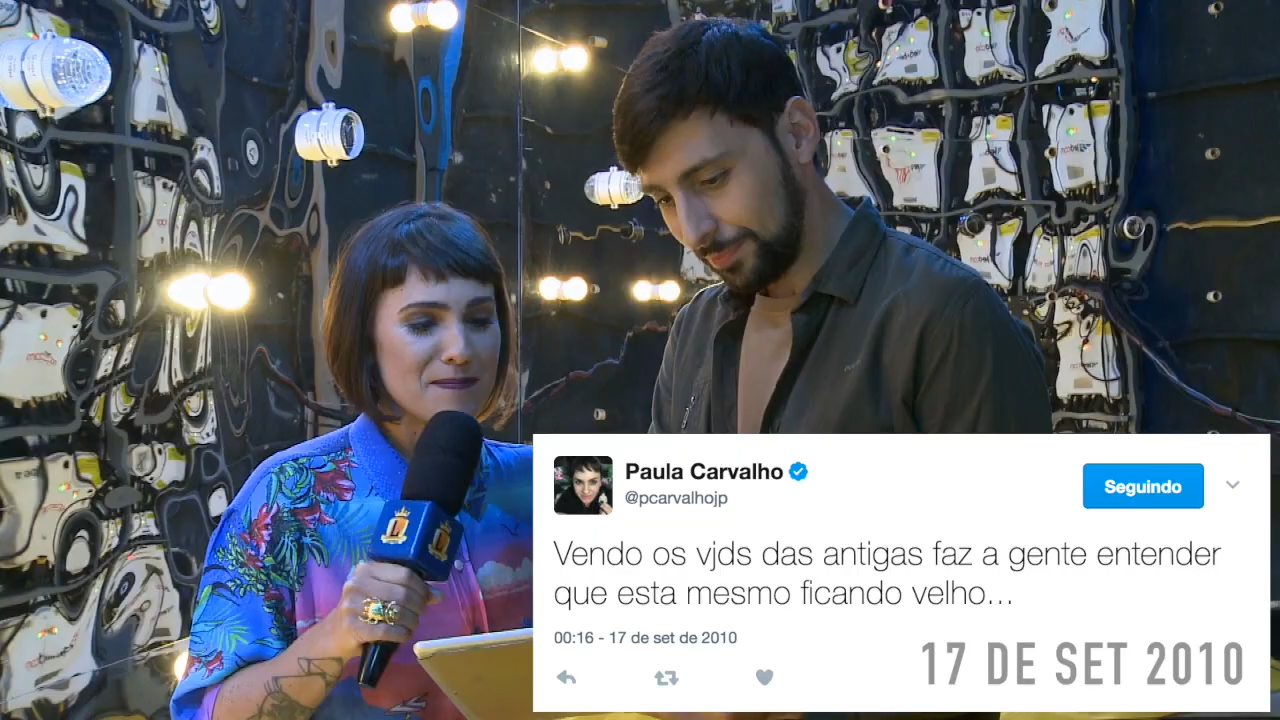 Paula Carvalho
@pcarvalhojp
Seguindo
Vendo os vjds das antigas faz a gente entender
que esta mesmo ficando velho...
00:16 - 17 de set de 2010
17 DE SET 2010